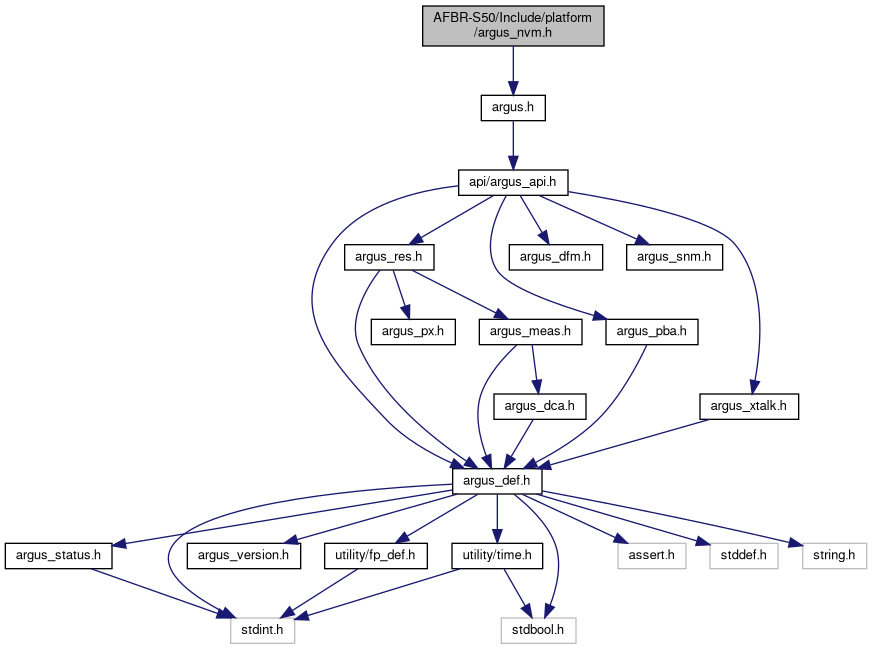 AFBR-S50/Include/platform
/argus_nvm.h
argus.h
api/argus_api.h
argus_res.h
argus_dfm.h
argus_snm.h
argus_px.h
argus_meas.h
argus_pba.h
argus_dca.h
argus_xtalk.h
argus_def.h
argus_status.h
argus_version.h
utility/fp_def.h
utility/time.h
assert.h
stddef.h
string.h
stdint.h
stdbool.h